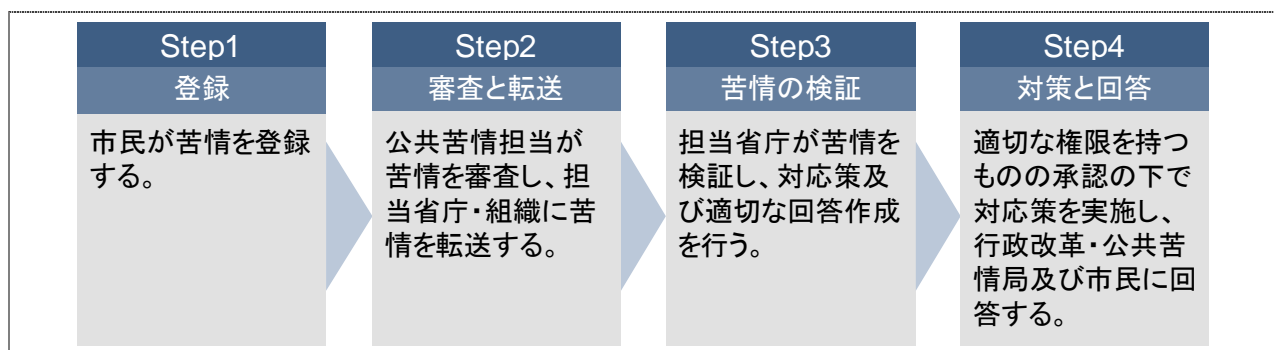 Step1
登録
市民が苦情を登録
する。
Step2
審査と転送
公共苦情担当が
苦情を審査し、担
当省庁・組織に苦
情を転送する。
Step3
苦情の検証
担当省庁が苦情を
検証し、対応策及
び適切な回答作成
を行う。
Step4
対策と回答
適切な権限を持つ
ものの承認の下で
対応策を実施し、
行政改革・公共苦
情局及び市民に回
答する。